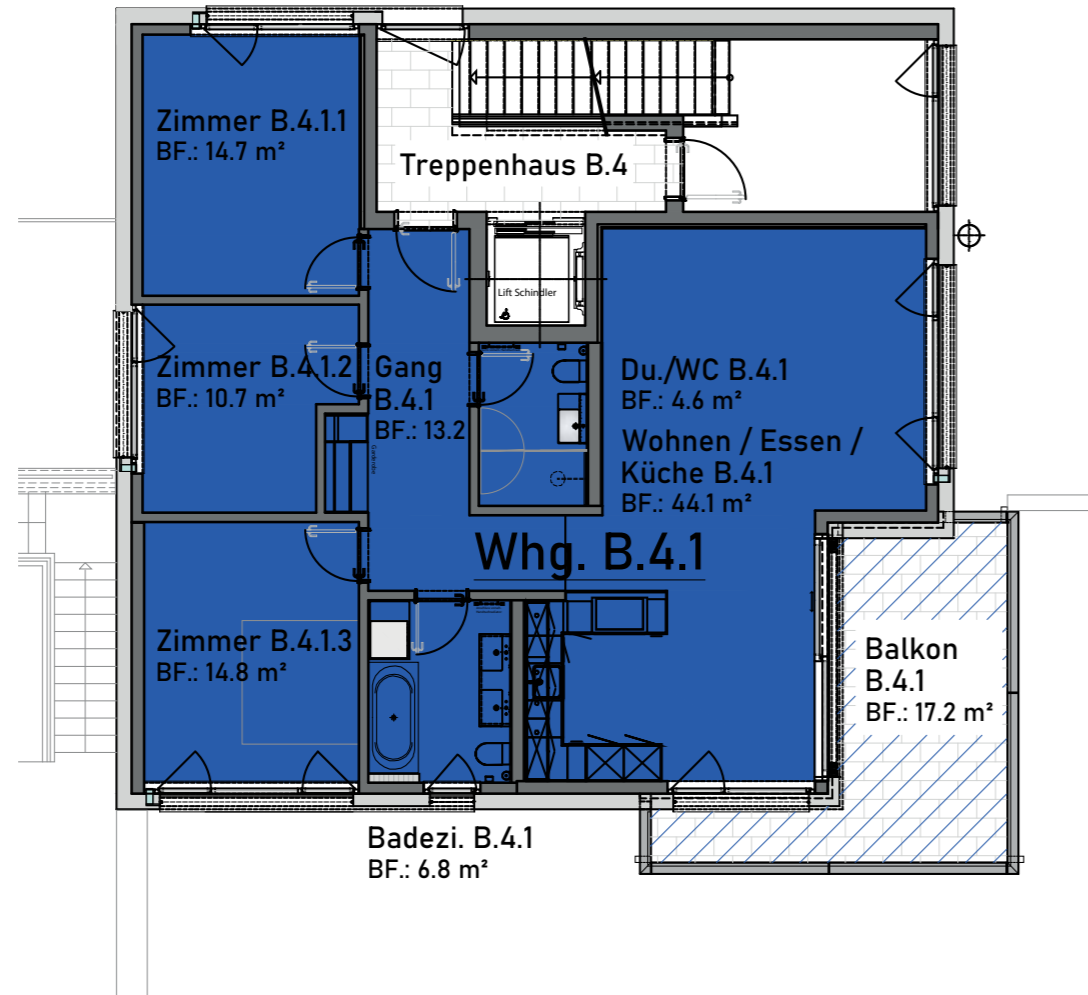 Zimmer B.4.1.1
BF.: 14.7 m²
Treppenhaus B.4
Lift Schindler
Zimmer B.4.1.2
BF.: 10.7 m²
Gang
B.4.1
BF.: 13.2
Du./WC B.4.1
BF.: 4.6 m²
Wohnen / Essen /
Küche B.4.1
BF.: 44.1 m²
Whg. B.4.1
Zimmer B.4.1.3
BF.: 14.8 m²
Balkon
B.4.1
BF.: 17.2 m²
Badezi. B.4.1
BF.: 6.8 m²